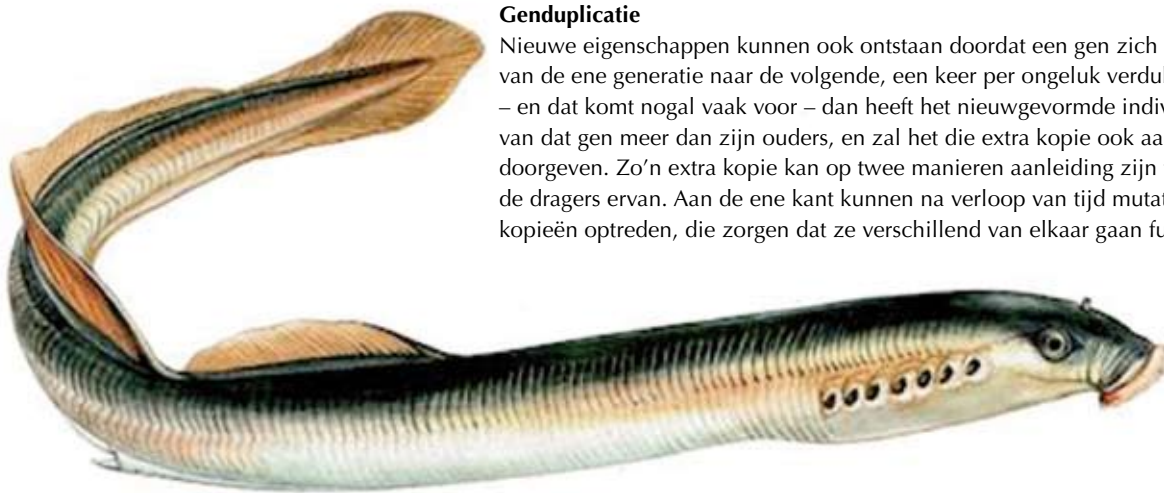 Genduplicatie
Nieuwe eigenschappen kunnen ook ontstaan doordat een gen zich
van de ene generatie naar de volgende, een keer per ongeluk
– en dat komt nogal vaak voor – dan heeft het nieuwgevormde
van dat gen meer dan zijn ouders, en zal het die extra kopie ook
doorgeven. Zo’n extra kopie kan op twee manieren aanleiding zijn
de dragers ervan. Aan de ene kant kunnen na verloop van tijd
kopieën optreden, die zorgen dat ze verschillend van elkaar gaan